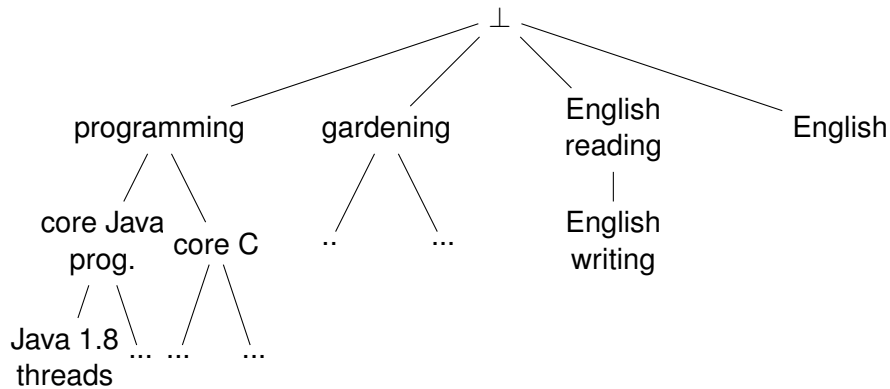 ⊥
programming
gardening
English
reading
English
core Java
prog.
core C
..
...
English
writing
Java 1.8
threads
...
...
...